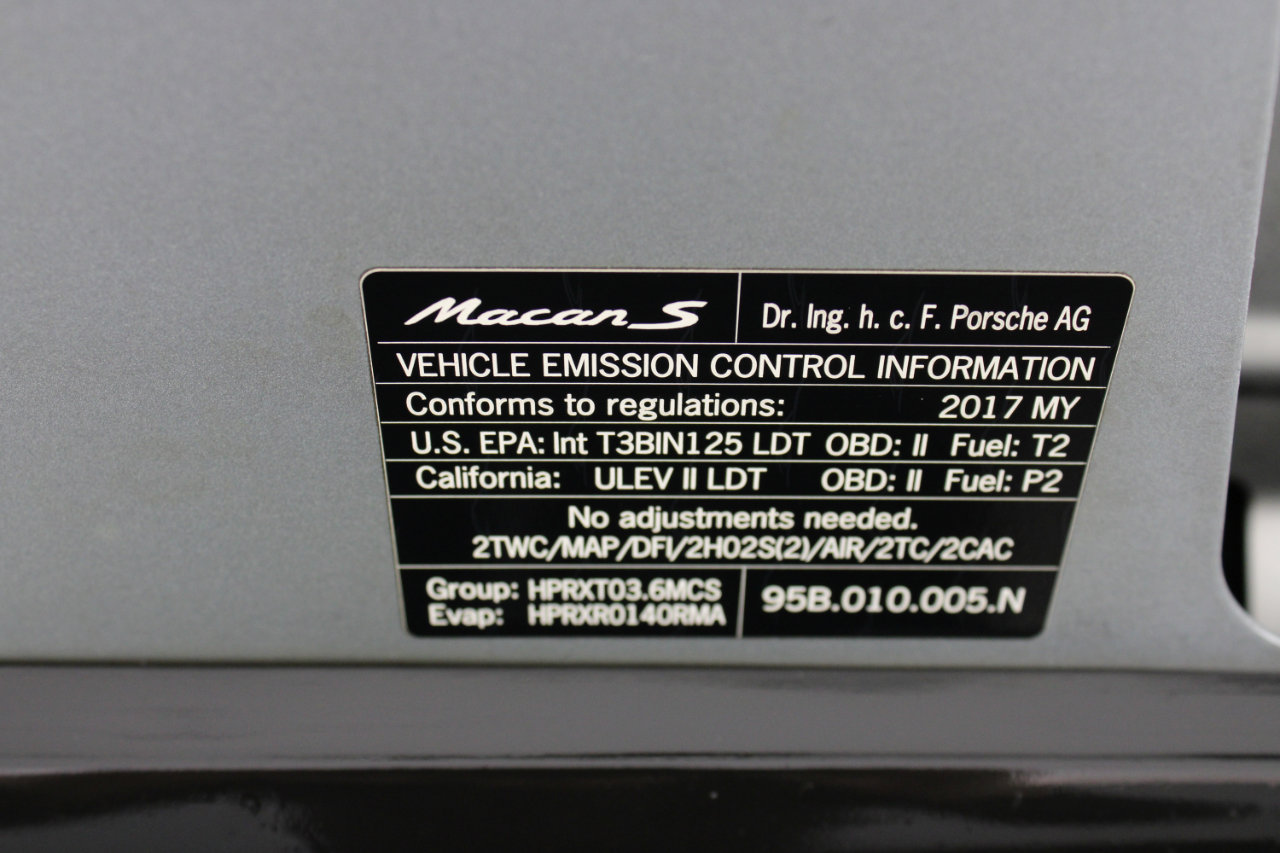 Macan S
Dr. Ing. h. c. F. Porsche AG
VEHICLE EMISSION CONTROL INFORMATION
Conforms to regulations: 2017 MY
U.S. EPA: Int T3BIN125 LDT OBD: II Fuel: T2
California: ULEV II LDT OBD: II Fuel: P2
No adjustments needed.
2TWC/MAP/DFI/2HO2S(2)/AIR/2TC/2CAC
Group: HPRXT03.6MCS
Evap: HPRXR0140RMA
95B.010.005.N